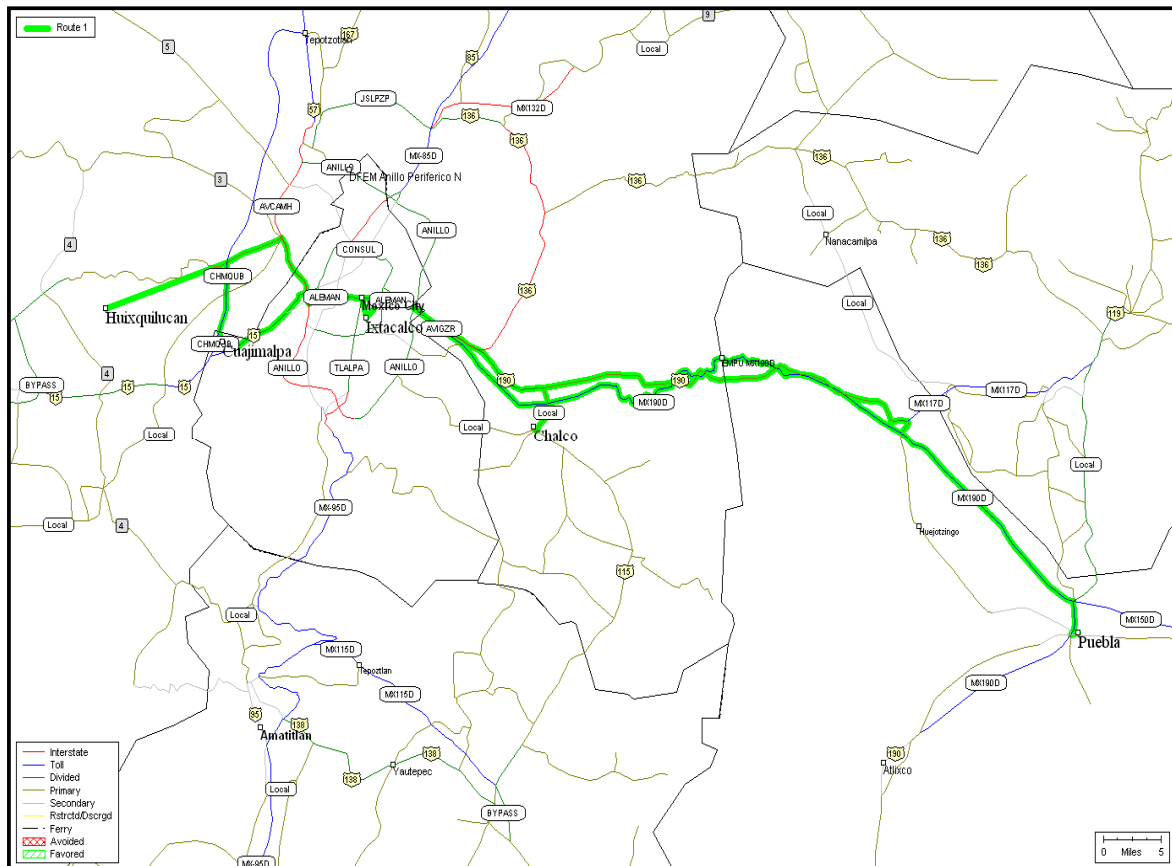 Route 1
9
5
Tepotzotlan
167
Local
85
4
57
JSLPZP
MX132D
136
136
136
MX-85D
ANILLO
DFEM Anillo Periferico N
3
136
136
Local
AVCAMH
ANILLO
4
CONSUL
Nanacamilpa
136
136
CHMQUB
ALEMAN
ALEMAN
136
Local
119
Huixquilucan
Mexico City
Ixtacalco
AVIGZR
15
CHMQUB
Cuajimalpa
EMPU MX190D
ANILLO
TLALPA
ANILLO
4
BYPASS
15
15
15
190
190
MX190D
MX117D
MX117D
Local
Local
Local
Chalco
Local
MX190D
Local
4
MX-95D
Huejotzingo
115
Local
MX150D
Puebla
MX115D
Tepoztlan
MX115D
MX190D
95
138
Amatitlan
138
190
Atlixco
138
Yautepec
Local
BYPASS
MX-95D
Interstate
Toll
Divided
Primary
Secondary
Rstrctd/Dscrgd
Ferry
Avoided
Favored
0 Miles 5